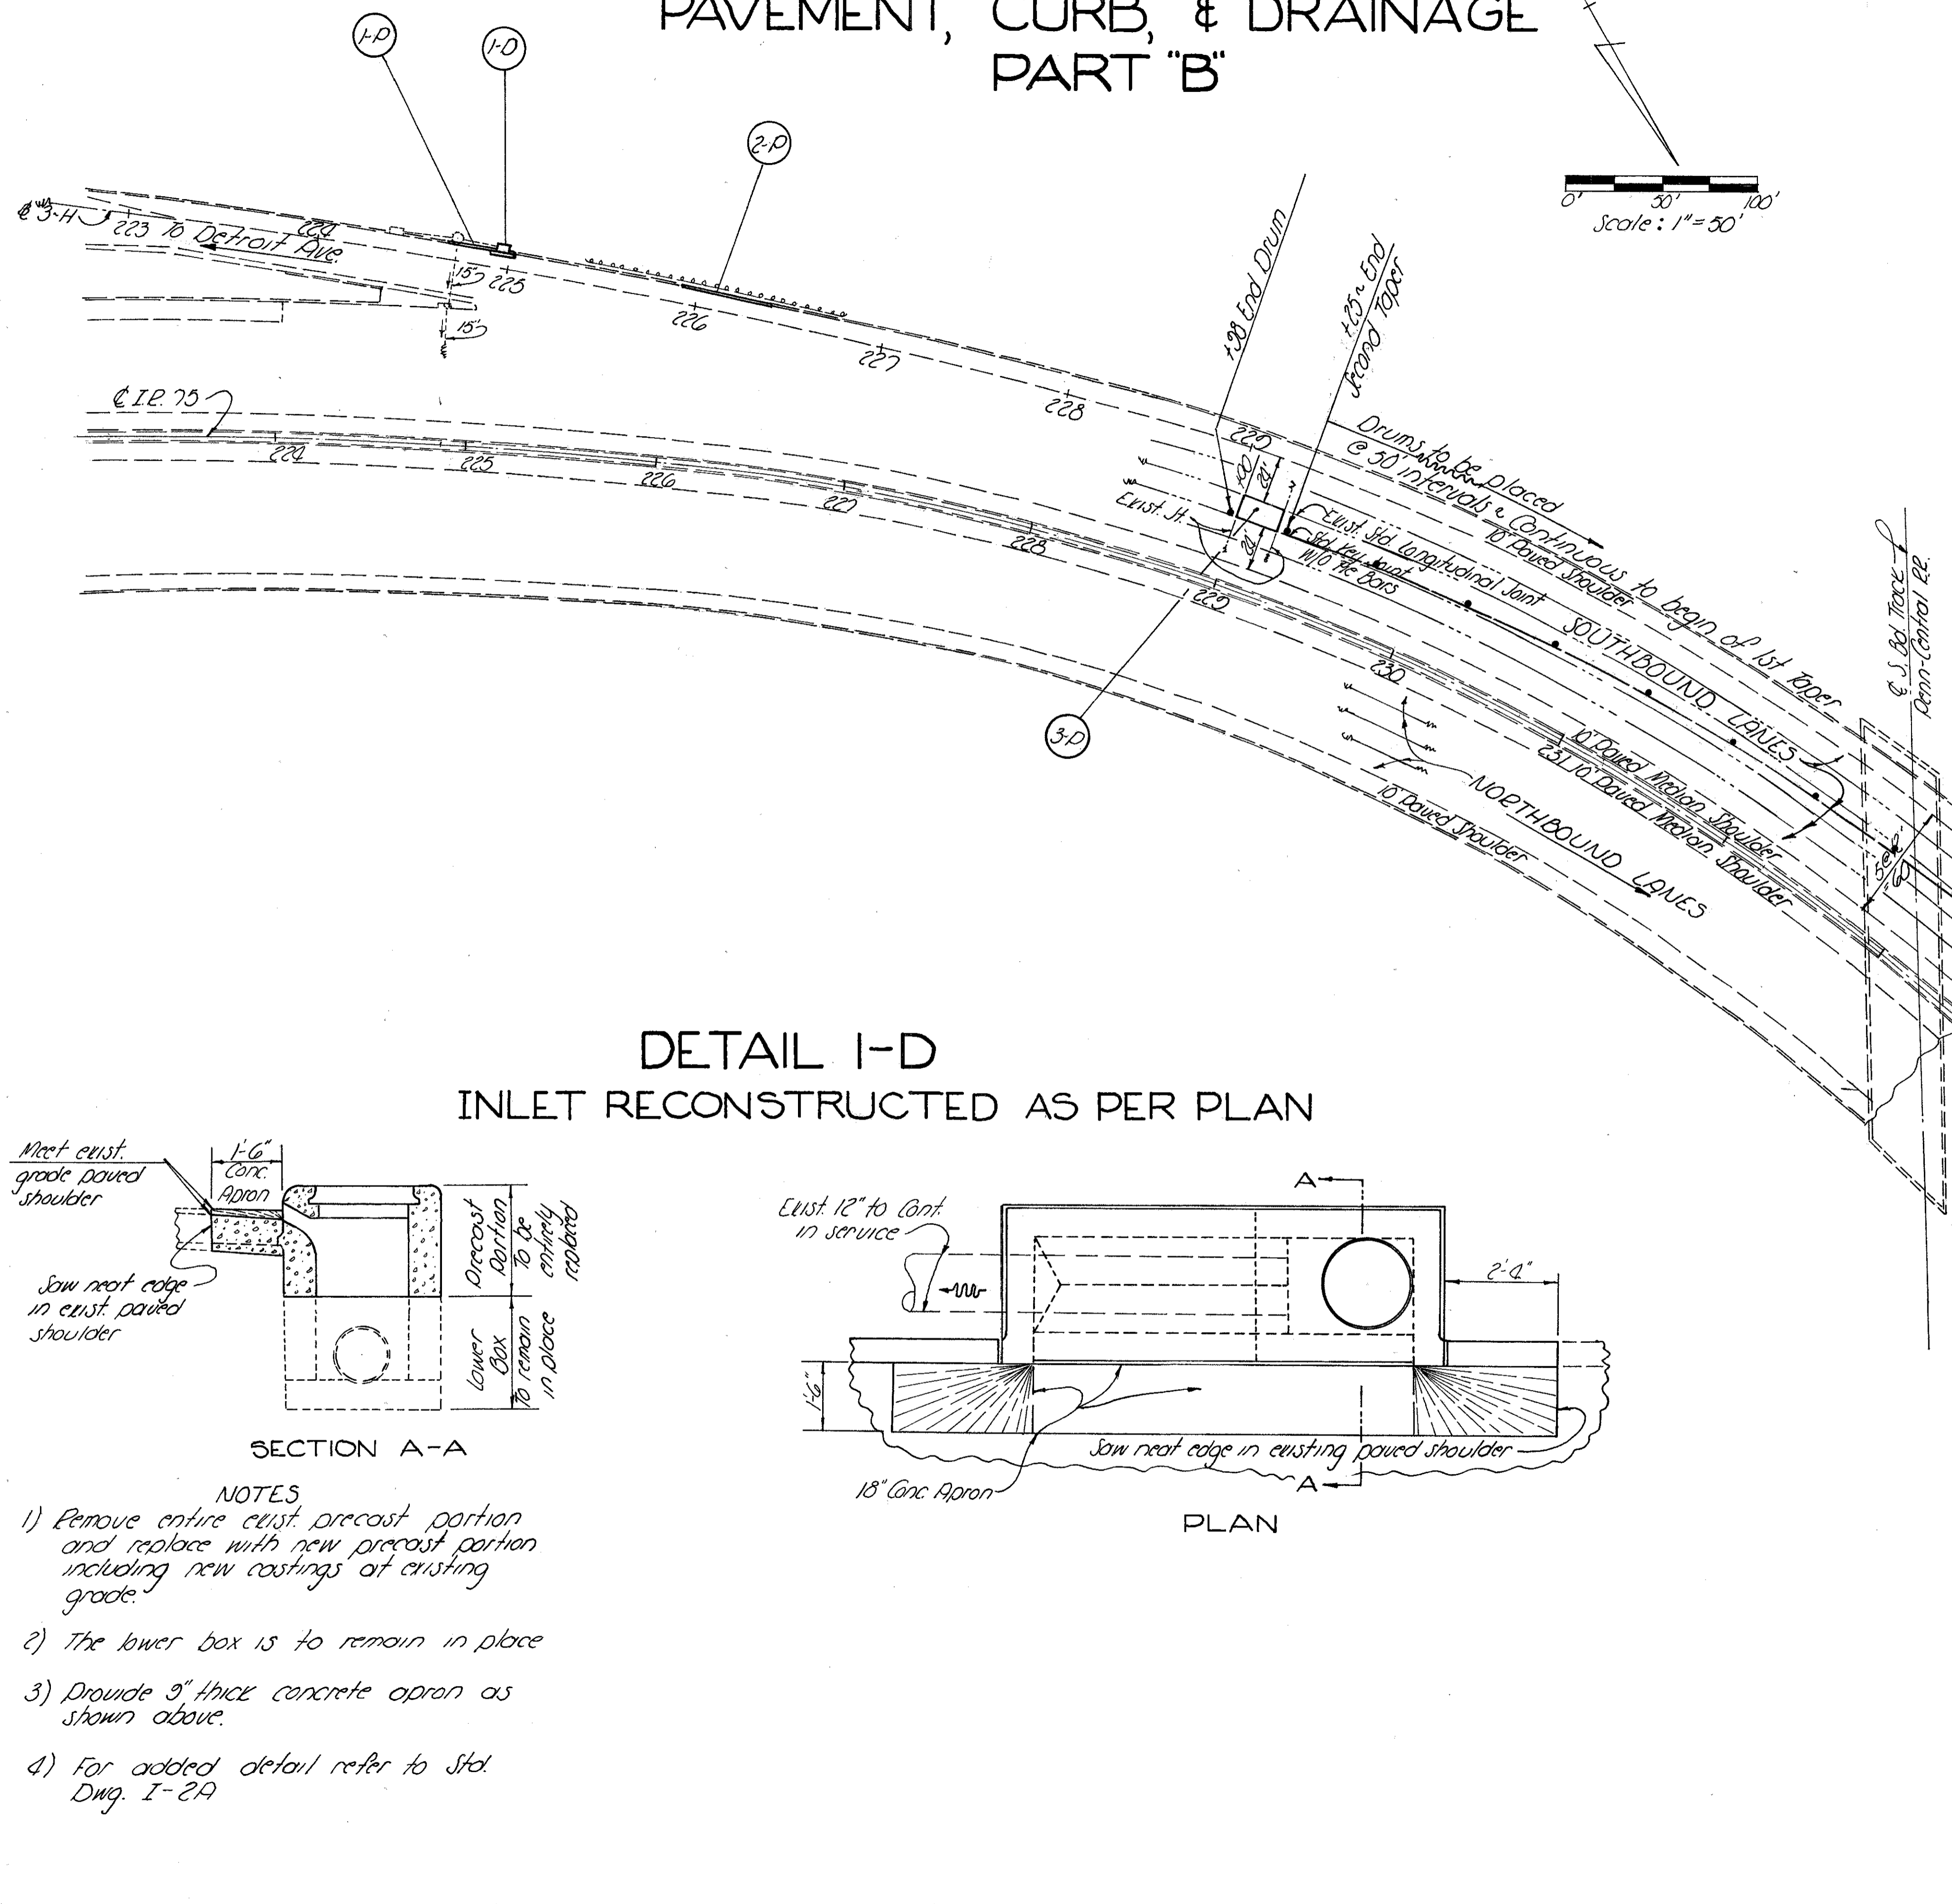 PAVEMENT, CURB, & DRAINAGE
PART "B"
1-P
1-D
2-P
0' 50' 100'
Scale: 1"=50'
℄ "3-H
223
To Detroit Ave.
224
225
226
227
228
229
15'
15'
+98 End Drum
+25 ~ End
Second Taper
Drums to be placed
@ 50' intervals ~ Continuous to begin of 1st Taper
10' Paved Shoulder
℄ I.R. 75
224
225
226
227
228
229
230
231
+00
24'
24'
Exist. Jt.
Exist. Std. Longitudinal Joint
Std. Key Joint
W/O Tie Bars
3-P
SOUTHBOUND LANES
10' Paved Median Shoulder
10' Paved Median Shoulder
NORTHBOUND LANES
10' Paved Shoulder
℄ S. Bd. Track
Penn-Central R.R.
DETAIL 1-D
INLET RECONSTRUCTED AS PER PLAN
Meet exist.
grade paved
shoulder
1'-6"
Conc.
Apron
Saw neat edge
in exist. paved
shoulder
Precast
Portion
To be
entirely
replaced
Lower
Box
To remain
in place
SECTION A-A
NOTES
1) Remove entire exist. precast portion
and replace with new precast portion
including new castings at existing
grade.
2) The lower box is to remain in place
3) Provide 9" thick concrete apron as
shown above.
4) For added detail refer to Std.
Dwg. I-2A
Exist. 12" to Cont.
in service
A
2'-4"
1'-6"
Saw neat edge in existing paved shoulder
18" Conc. Apron
A
PLAN